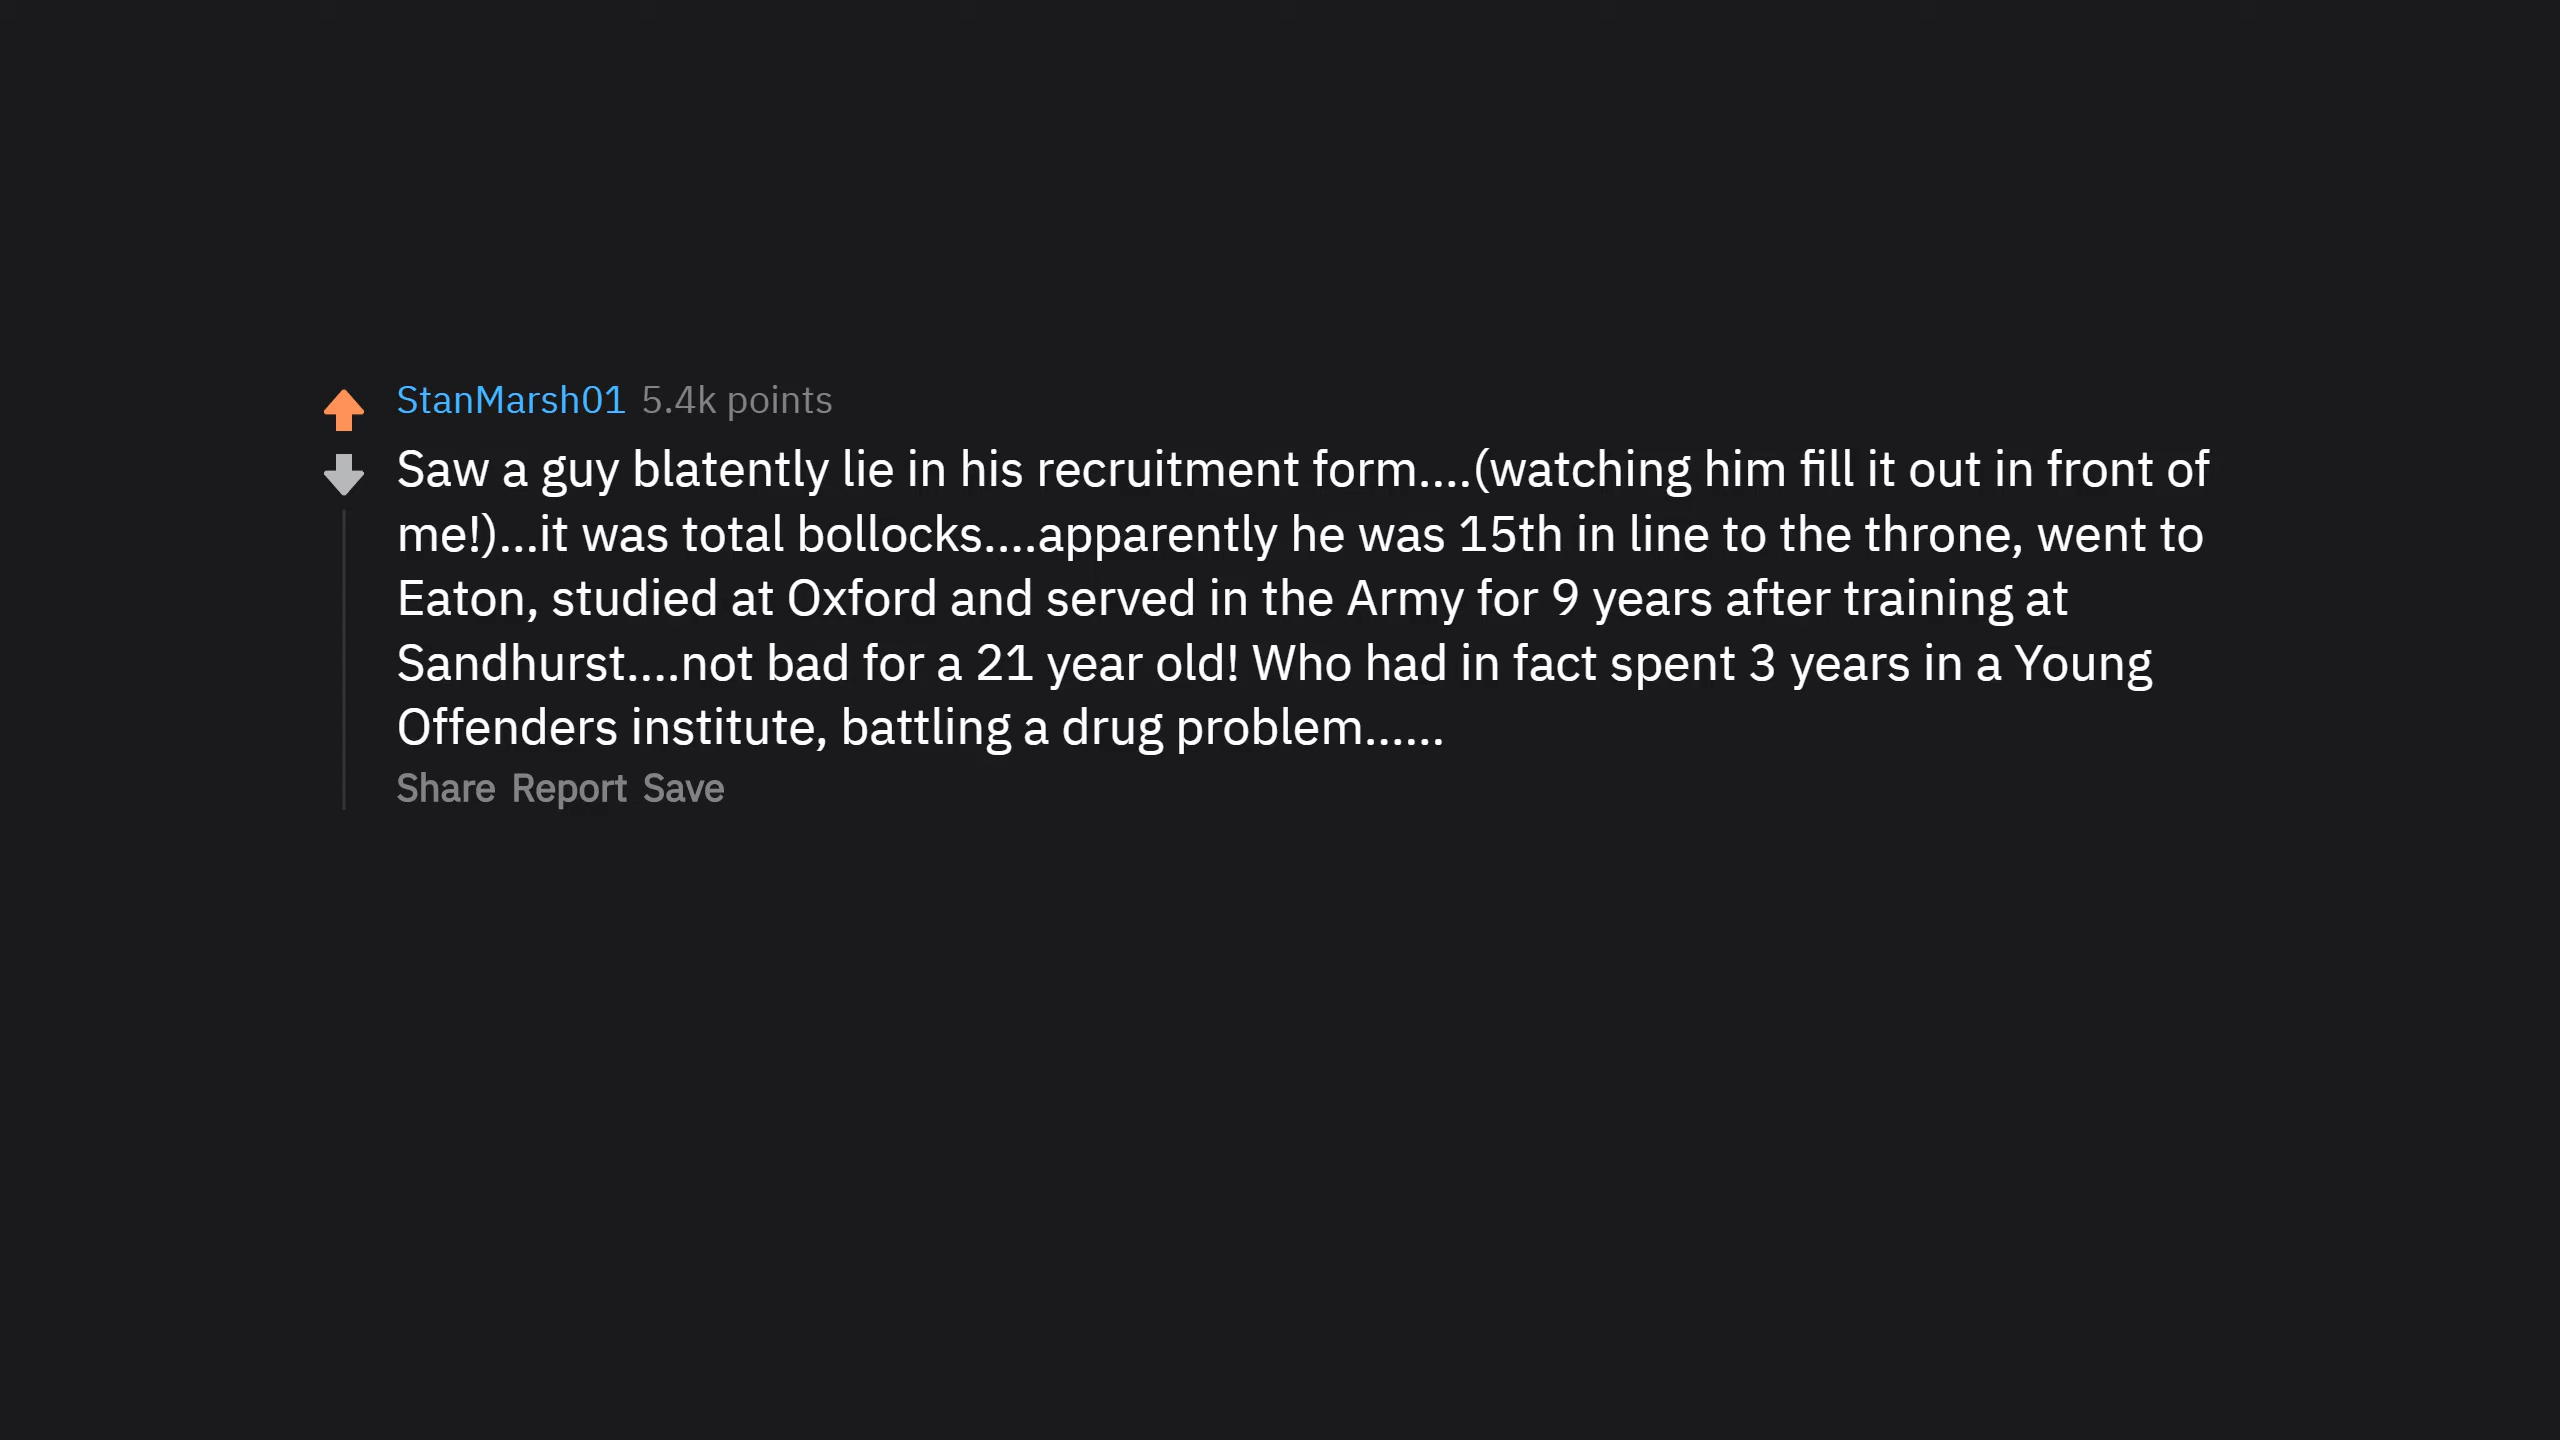 StanMarsh01 5.4k points
Saw a guy blatently lie in his recruitment form....(watching him fill it out in front of
me!)...it was total bollocks....apparently he was 15th in line to the throne, went to
Eaton, studied at Oxford and served in the Army for 9 years after training at
Sandhurst....not bad for a 21 year old! Who had in fact spent 3 years in a Young
Offenders institute, battling a drug problem......
Share Report Save